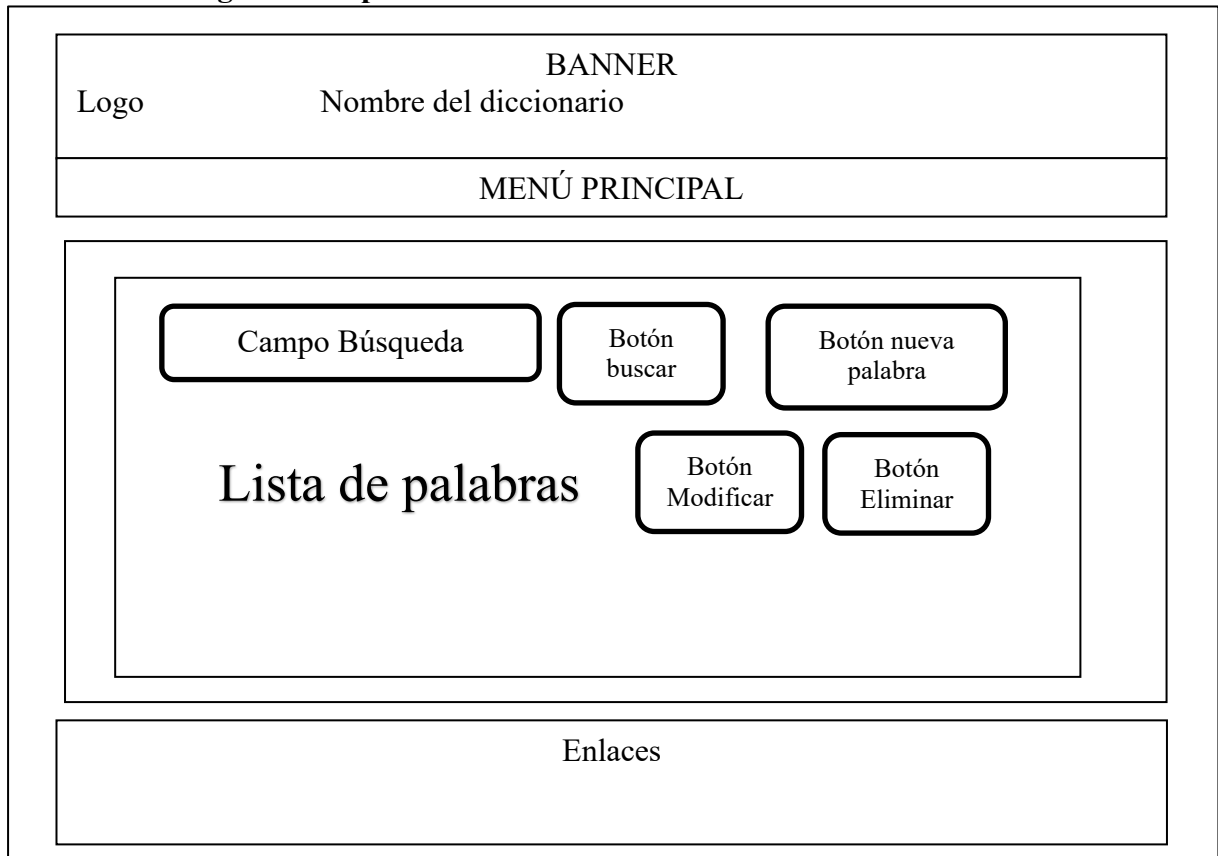 BANNER
Logo Nombre del diccionario
MENÚ PRINCIPAL
Campo Búsqueda
Botón
buscar
Botón nueva
palabra
Lista de palabras
Botón
Modificar
Botón
Eliminar
Enlaces